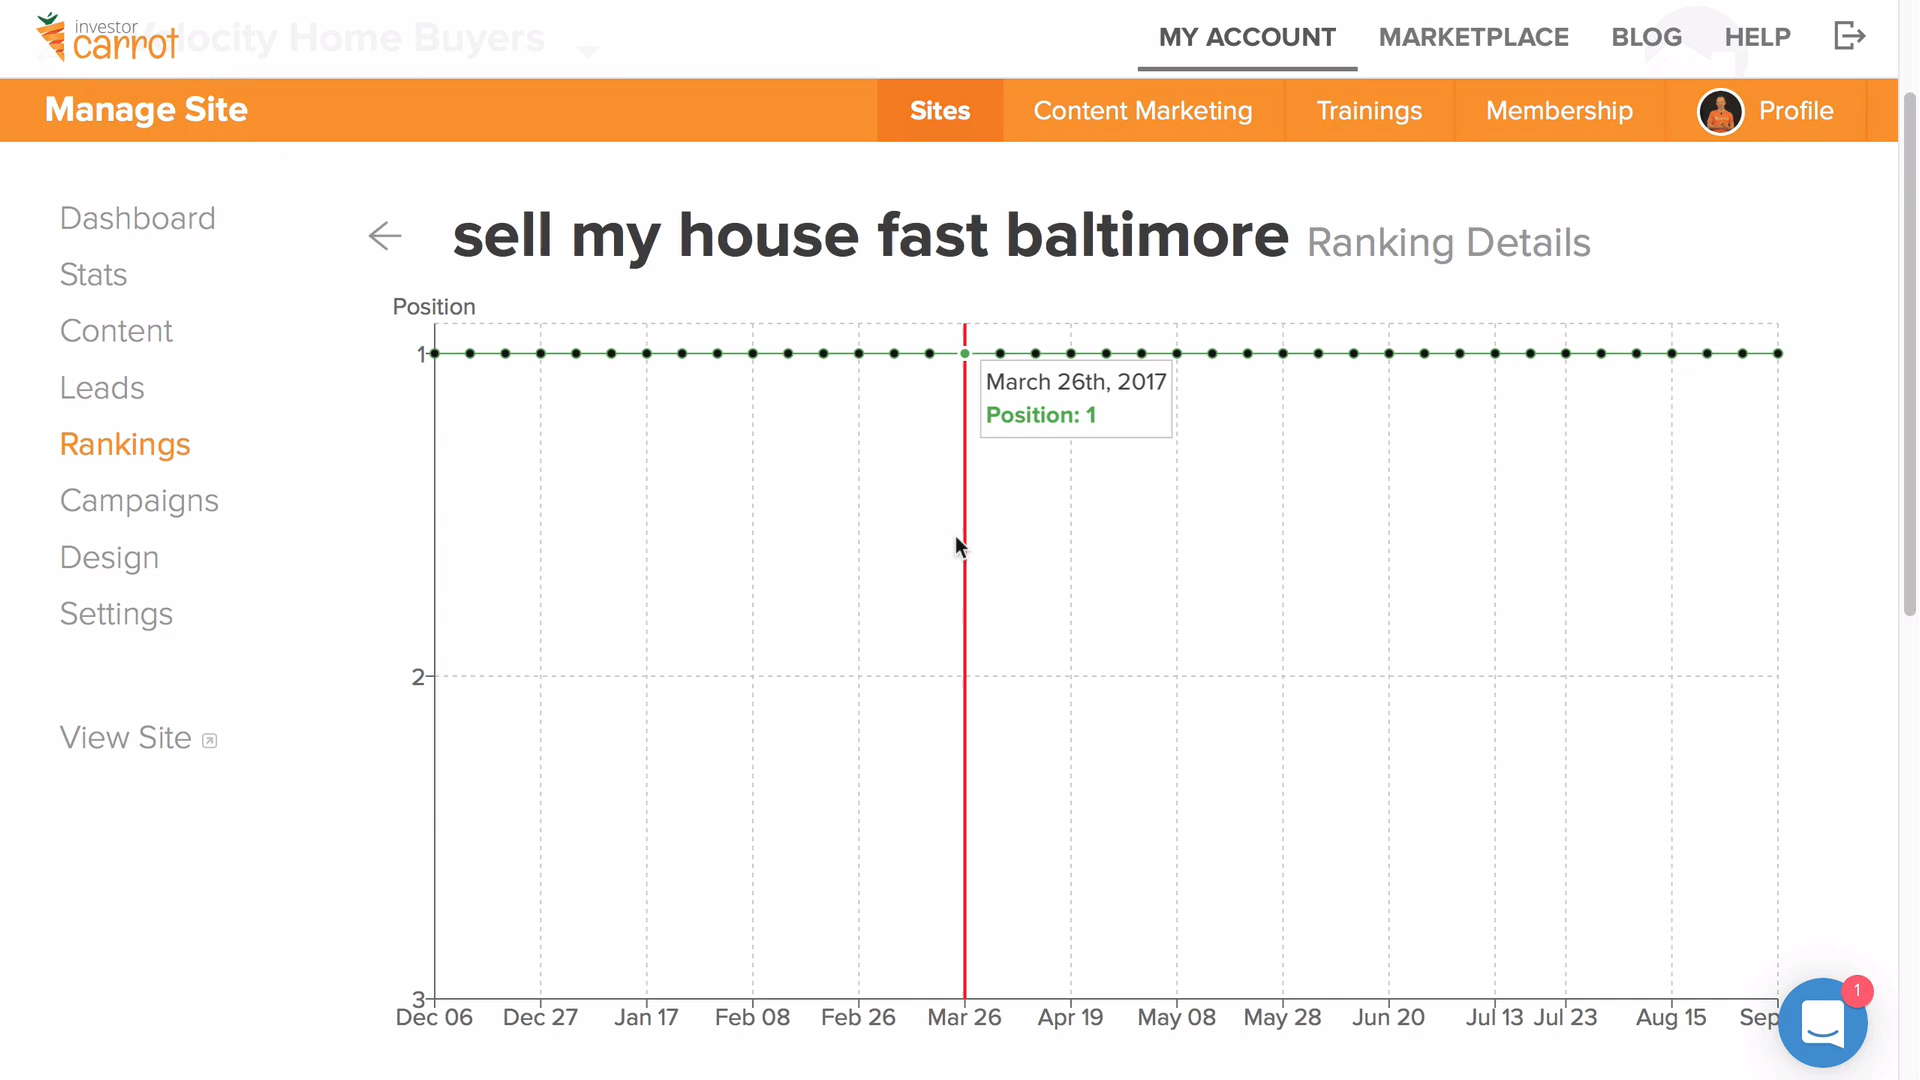 investor
carrot
Velocity Home Buyers
MY ACCOUNT
MARKETPLACE
BLOG
HELP
Manage Site
Sites
Content Marketing
Trainings
Membership
Profile
Dashboard
Stats
Content
Leads
Rankings
Campaigns
Design
Settings
View Site
sell my house fast baltimore Ranking Details
Position
1
2
3
March 26th, 2017
Position: 1
Dec 06
Dec 27
Jan 17
Feb 08
Feb 26
Mar 26
Apr 19
May 08
May 28
Jun 20
Jul 13
Jul 23
Aug 15
Sep
1